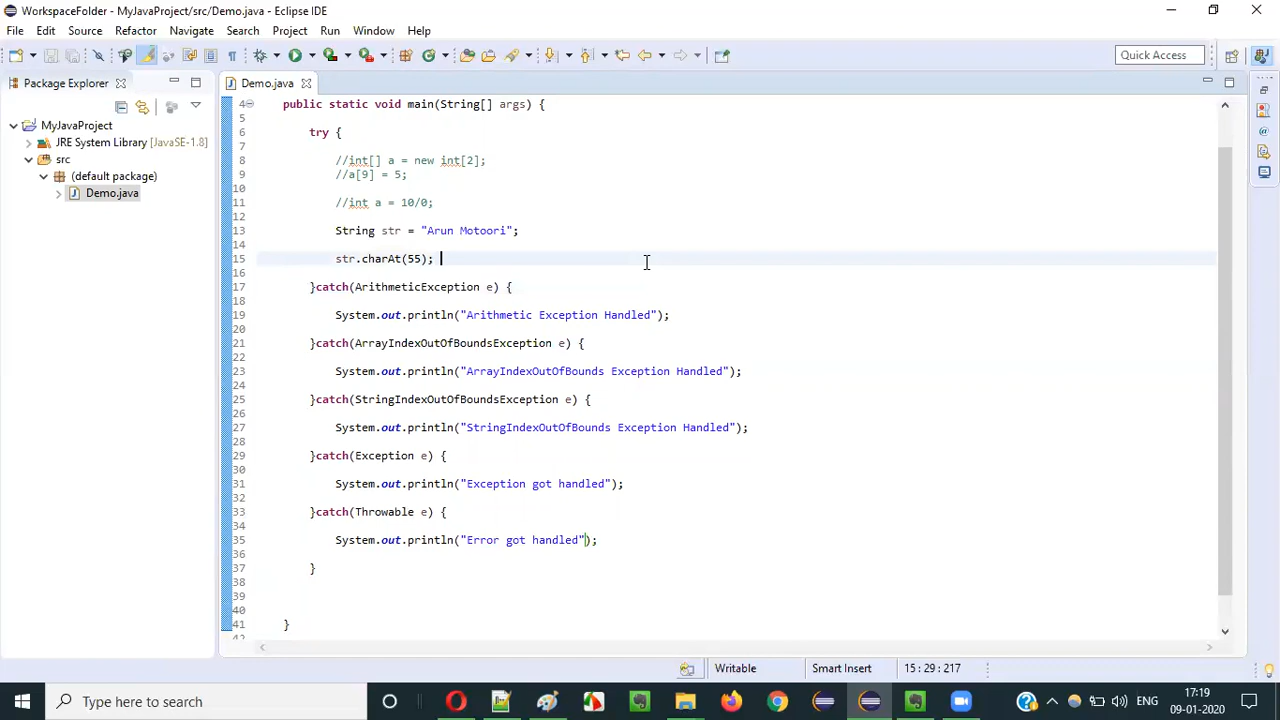 WorkspaceFolder - MyJavaProject/src/Demo.java - Eclipse IDE
File Edit Source Refactor Navigate Search Project Run Window Help
Quick Access
Package Explorer
Demo.java
MyJavaProject
JRE System Library [JavaSE-1.8]
src
(default package)
Demo.java
4 public static void main(String[] args) {
5
6 try {
7
8 //int[] a = new int[2];
9 //a[9] = 5;
10
11 //int a = 10/0;
12
13 String str = "Arun Motoori";
14
15 str.charAt(55);
16
17 }catch(ArithmeticException e) {
18
19 System.out.println("Arithmetic Exception Handled");
20
21 }catch(ArrayIndexOutOfBoundsException e) {
22
23 System.out.println("ArrayIndexOutOfBounds Exception Handled");
24
25 }catch(StringIndexOutOfBoundsException e) {
26
27 System.out.println("StringIndexOutOfBounds Exception Handled");
28
29 }catch(Exception e) {
30
31 System.out.println("Exception got handled");
32
33 }catch(Throwable e) {
34
35 System.out.println("Error got handled");
36
37 }
38
39
40
41 }
42
Writable Smart Insert 15 : 29 : 217
Type here to search
ENG
17:19
09-01-2020